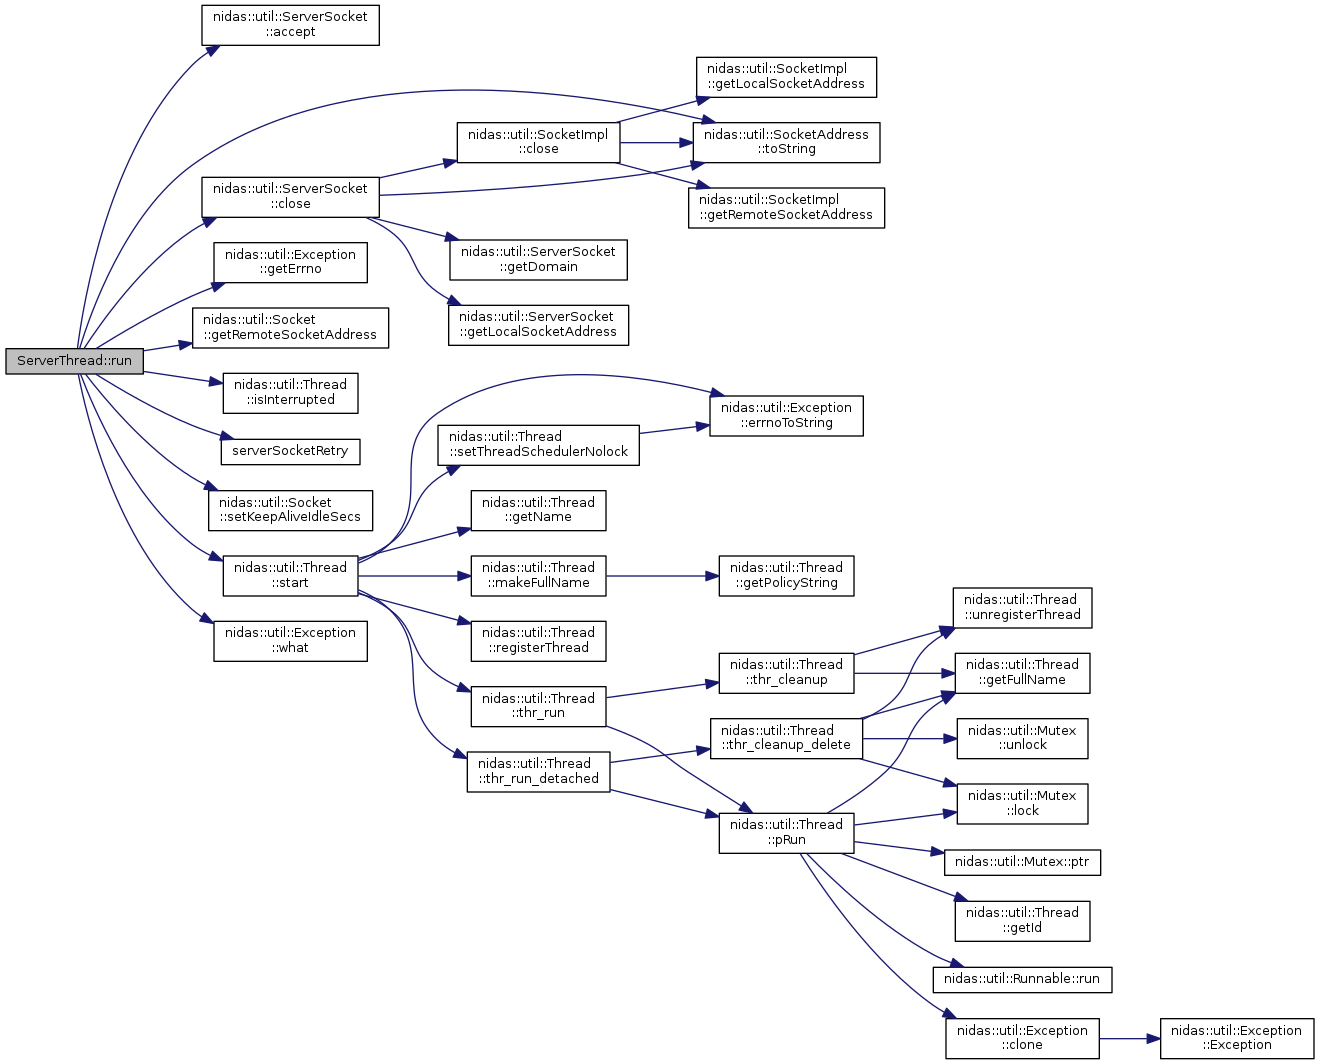 nidas::util::ServerSocket
::accept
nidas::util::SocketImpl
::getLocalSocketAddress
nidas::util::SocketImpl
::close
nidas::util::SocketAddress
::toString
nidas::util::ServerSocket
::close
nidas::util::SocketImpl
::getRemoteSocketAddress
nidas::util::Exception
::getErrno
nidas::util::ServerSocket
::getDomain
nidas::util::ServerSocket
::getLocalSocketAddress
nidas::util::Socket
::getRemoteSocketAddress
ServerThread::run
nidas::util::Thread
::isInterrupted
nidas::util::Exception
::errnoToString
nidas::util::Thread
::setThreadSchedulerNolock
serverSocketRetry
nidas::util::Socket
::setKeepAliveIdleSecs
nidas::util::Thread
::getName
nidas::util::Thread
::start
nidas::util::Thread
::makeFullName
nidas::util::Thread
::getPolicyString
nidas::util::Thread
::unregisterThread
nidas::util::Exception
::what
nidas::util::Thread
::registerThread
nidas::util::Thread
::thr_cleanup
nidas::util::Thread
::getFullName
nidas::util::Thread
::thr_run
nidas::util::Thread
::thr_cleanup_delete
nidas::util::Mutex
::unlock
nidas::util::Thread
::thr_run_detached
nidas::util::Mutex
::lock
nidas::util::Thread
::pRun
nidas::util::Mutex::ptr
nidas::util::Thread
::getId
nidas::util::Runnable::run
nidas::util::Exception
::clone
nidas::util::Exception
::Exception